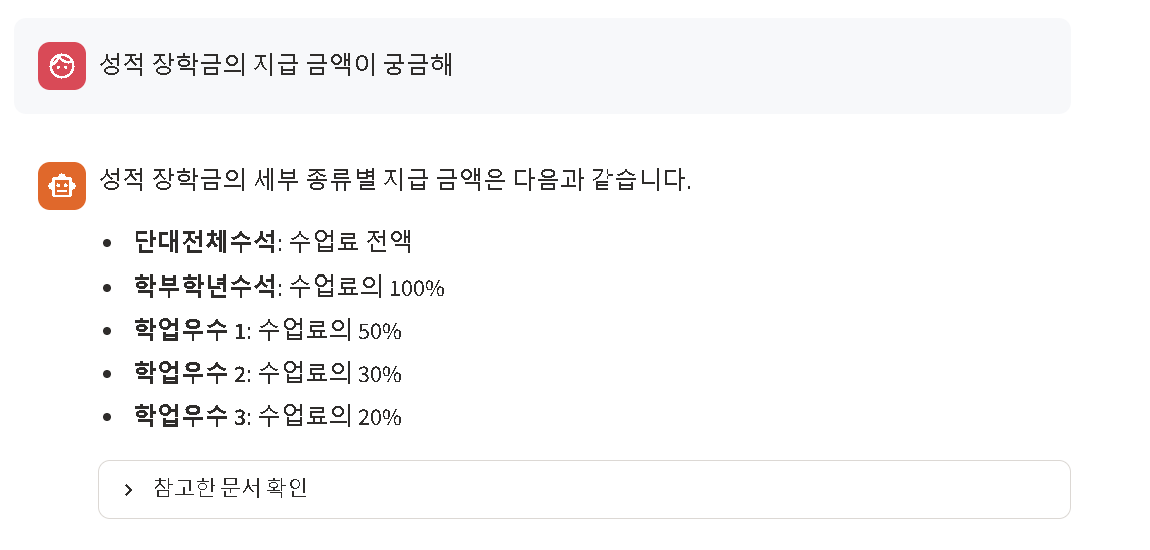 성적 장학금의 지급 금액이 궁금해
성적 장학금의 세부 종류별 지급 금액은 다음과 같습니다.
• 단대전체수석: 수업료 전액
• 학부학년수석: 수업료의 100%
• 학업우수 1: 수업료의 50%
• 학업우수 2: 수업료의 30%
• 학업우수 3: 수업료의 20%
참고한 문서 확인